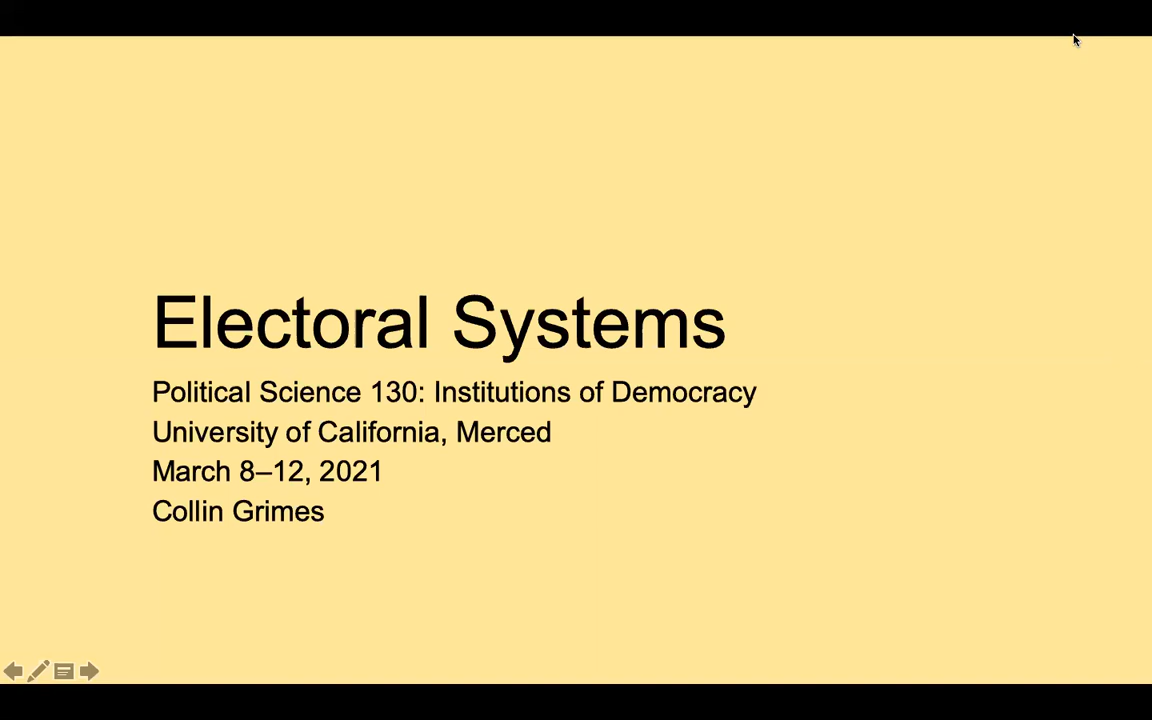 Electoral Systems
Political Science 130: Institutions of Democracy
University of California, Merced
March 8–12, 2021
Collin Grimes